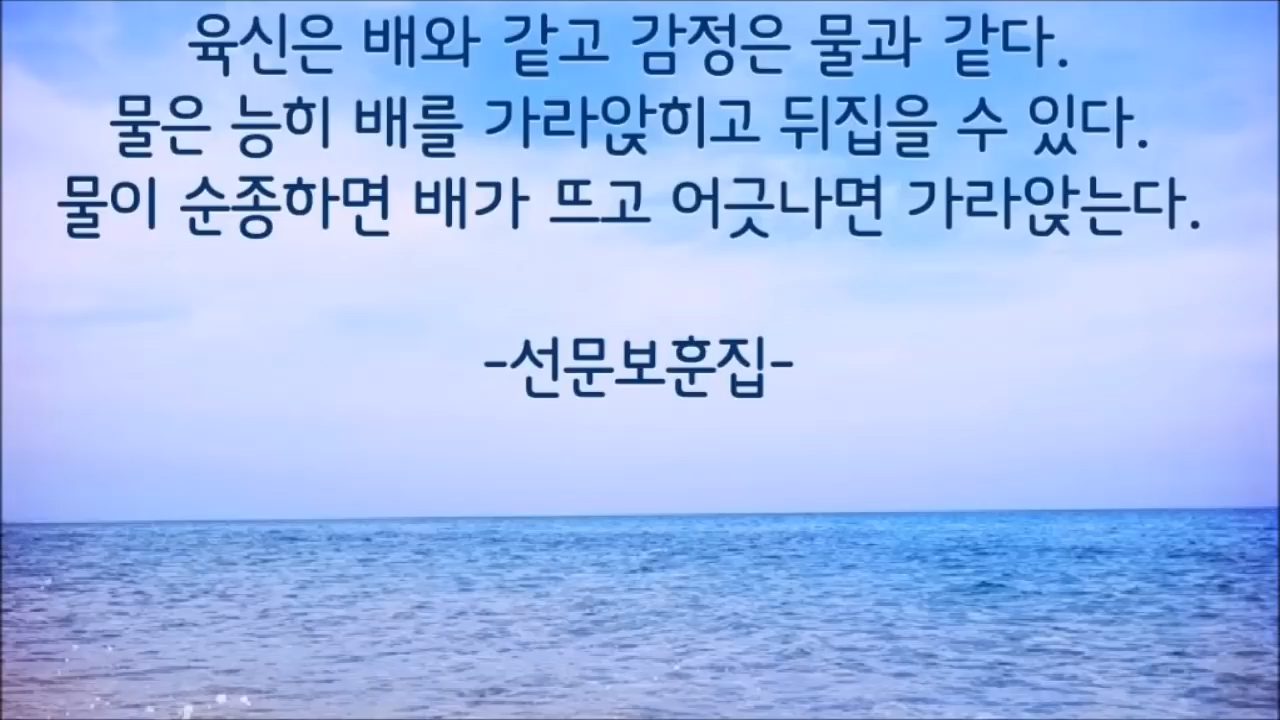 육신은 배와 같고 감정은 물과 같다.
물은 능히 배를 가라앉히고 뒤집을 수 있다.
물이 순종하면 배가 뜨고 어긋나면 가라앉는다.
-선문보훈집-